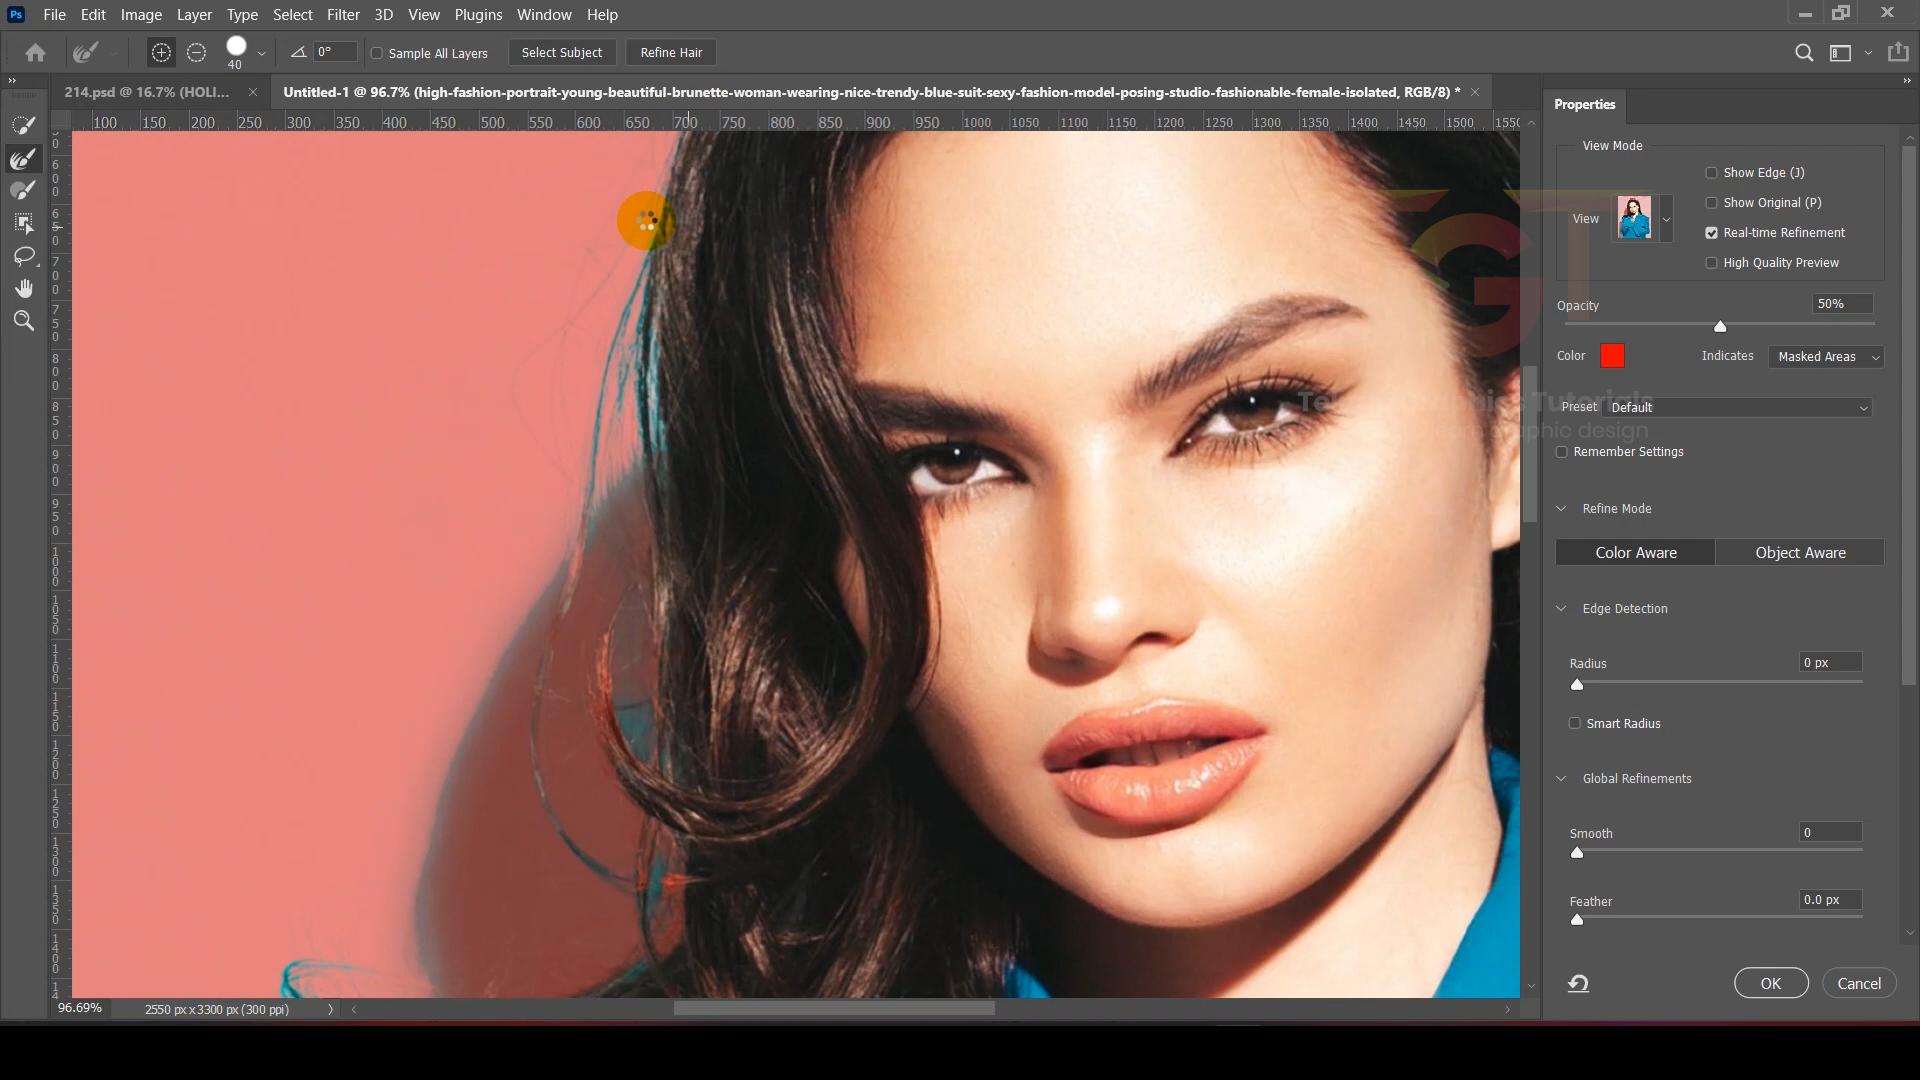 Ps File Edit Image Layer Type Select Filter 3D View Plugins Window Help
40 0° Sample All Layers Select Subject Refine Hair
214.psd @ 16.7% (HOLI... × Untitled-1 @ 96.7% (high-fashion-portrait-young-beautiful-brunette-woman-wearing-nice-trendy-blue-suit-sexy-fashion-model-posing-studio-fashionable-female-isolated, RGB/8) * ×
100 150 200 250 300 350 400 450 500 550 600 650 700 750 800 850 900 950 1000 1050 1100 1150 1200 1250 1300 1350 1400 1450 1500 1550
Properties
View Mode
Show Edge (J)
Show Original (P)
View
Real-time Refinement
High Quality Preview
GT
Opacity 50%
Color Indicates Masked Areas
Tutorials
Preset Default
graphic design
Remember Settings
Refine Mode
Color Aware Object Aware
Edge Detection
Radius 0 px
Smart Radius
Global Refinements
Smooth 0
Feather 0.0 px
OK Cancel
96.69% 2550 px x 3300 px (300 ppi)